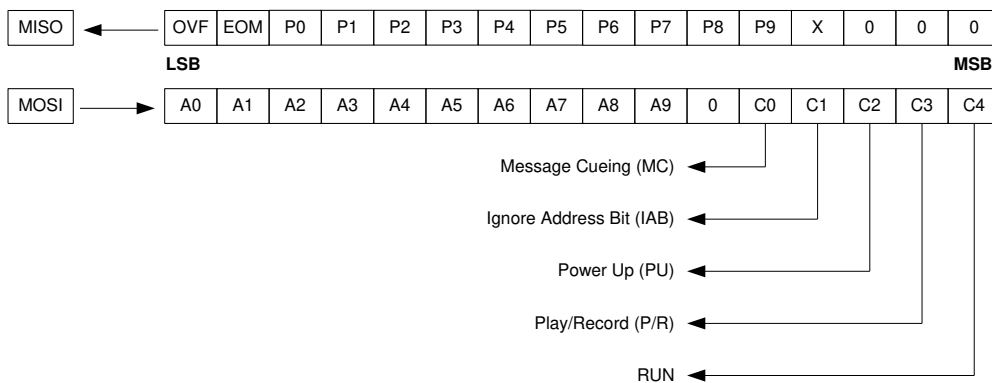 MISO OVF EOM P0 P1 P2 P3 P4 P5 P6 P7 P8 P9 X 0 0 0
LSB MSB
MOSI A0 A1 A2 A3 A4 A5 A6 A7 A8 A9 0 C0 C1 C2 C3 C4
Message Cueing (MC)
Ignore Address Bit (IAB)
Power Up (PU)
Play/Record (P/R)
RUN